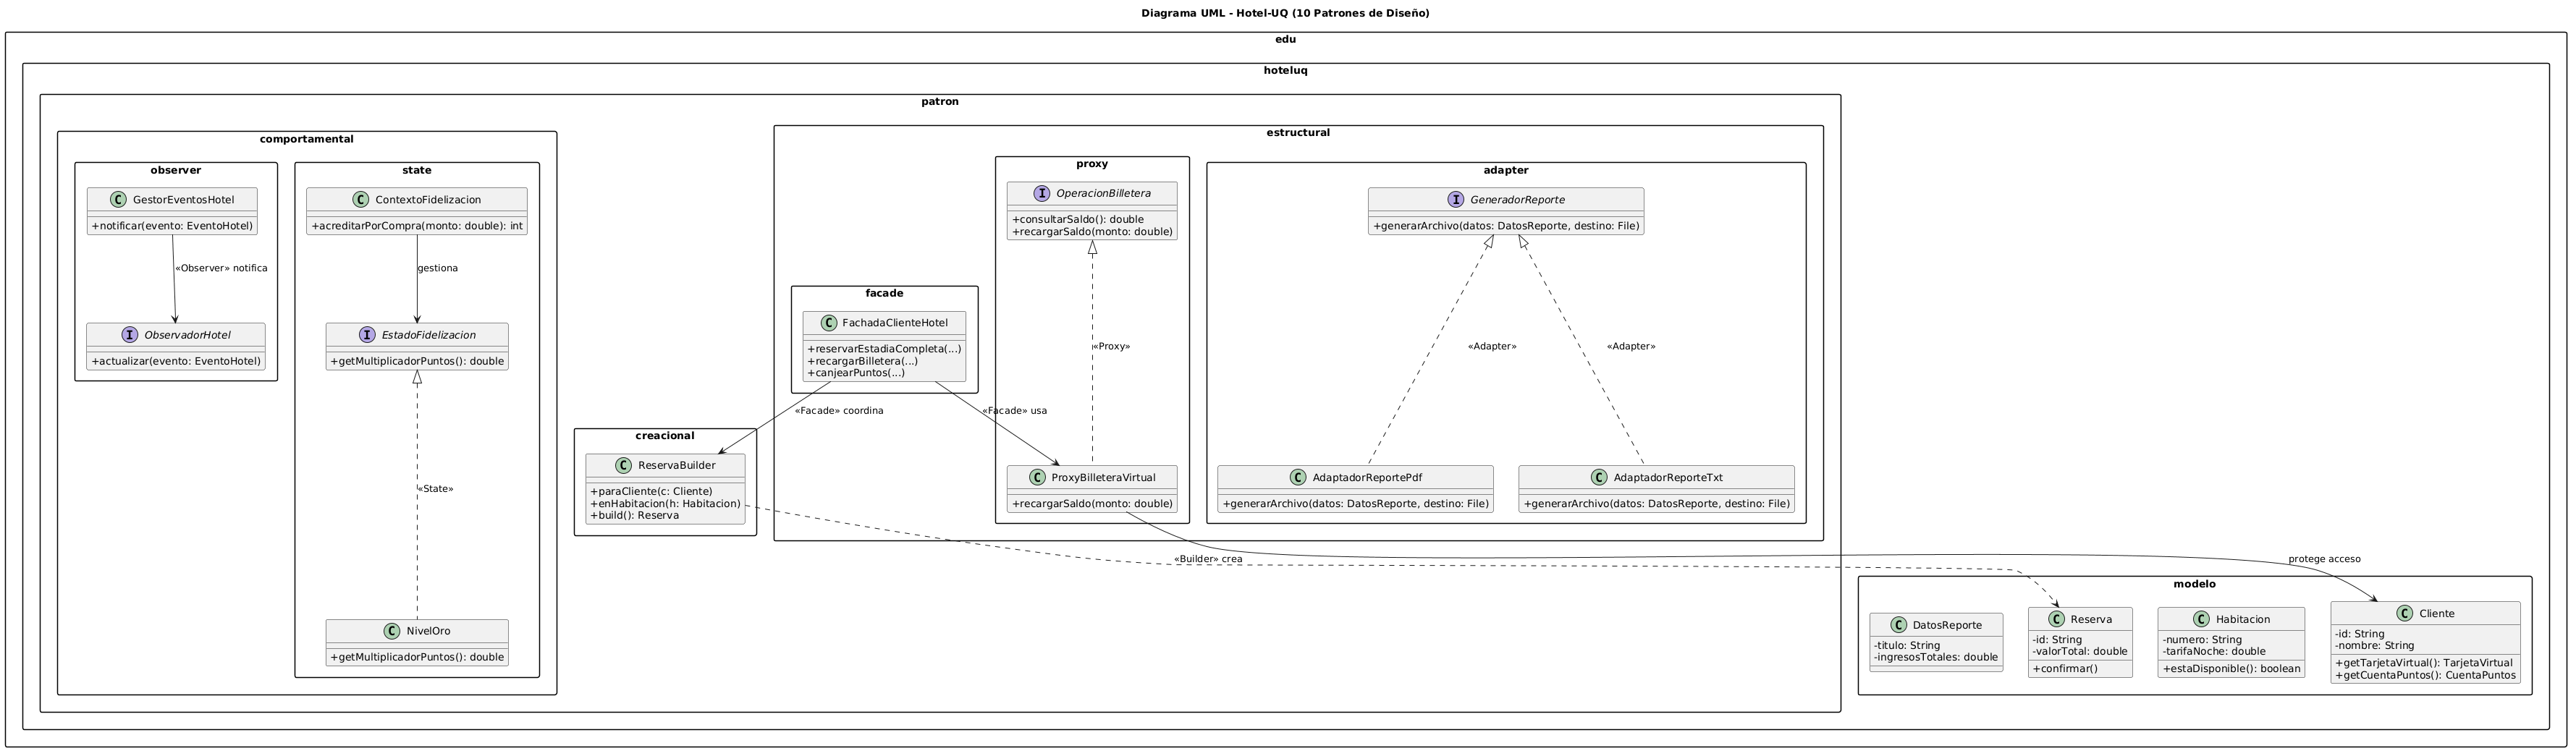 Diagrama UML - Hotel-UQ (10 Patrones de Diseño)
edu
hoteluq
patron
comportamental
observer
C GestorEventosHotel
+notificar(evento: EventoHotel)
«Observer» notifica
I ObservadorHotel
+actualizar(evento: EventoHotel)
state
C ContextoFidelizacion
+acreditarPorCompra(monto: double): int
gestiona
I EstadoFidelizacion
+getMultiplicadorPuntos(): double
«State»
C NivelOro
+getMultiplicadorPuntos(): double
creacional
C ReservaBuilder
+paraCliente(c: Cliente)
+enHabitacion(h: Habitacion)
+build(): Reserva
estructural
facade
C FachadaClienteHotel
+reservarEstadiaCompleta(...)
+recargarBilletera(...)
+canjearPuntos(...)
«Facade» coordina
«Facade» usa
proxy
I OperacionBilletera
+consultarSaldo(): double
+recargarSaldo(monto: double)
«Proxy»
C ProxyBilleteraVirtual
+recargarSaldo(monto: double)
adapter
I GeneradorReporte
+generarArchivo(datos: DatosReporte, destino: File)
«Adapter»
«Adapter»
C AdaptadorReportePdf
+generarArchivo(datos: DatosReporte, destino: File)
C AdaptadorReporteTxt
+generarArchivo(datos: DatosReporte, destino: File)
«Builder» crea
protege acceso
modelo
C DatosReporte
-titulo: String
-ingresosTotales: double
C Reserva
-id: String
-valorTotal: double
+confirmar()
C Habitacion
-numero: String
-tarifaNoche: double
+estaDisponible(): boolean
C Cliente
-id: String
-nombre: String
+getTarjetaVirtual(): TarjetaVirtual
+getCuentaPuntos(): CuentaPuntos